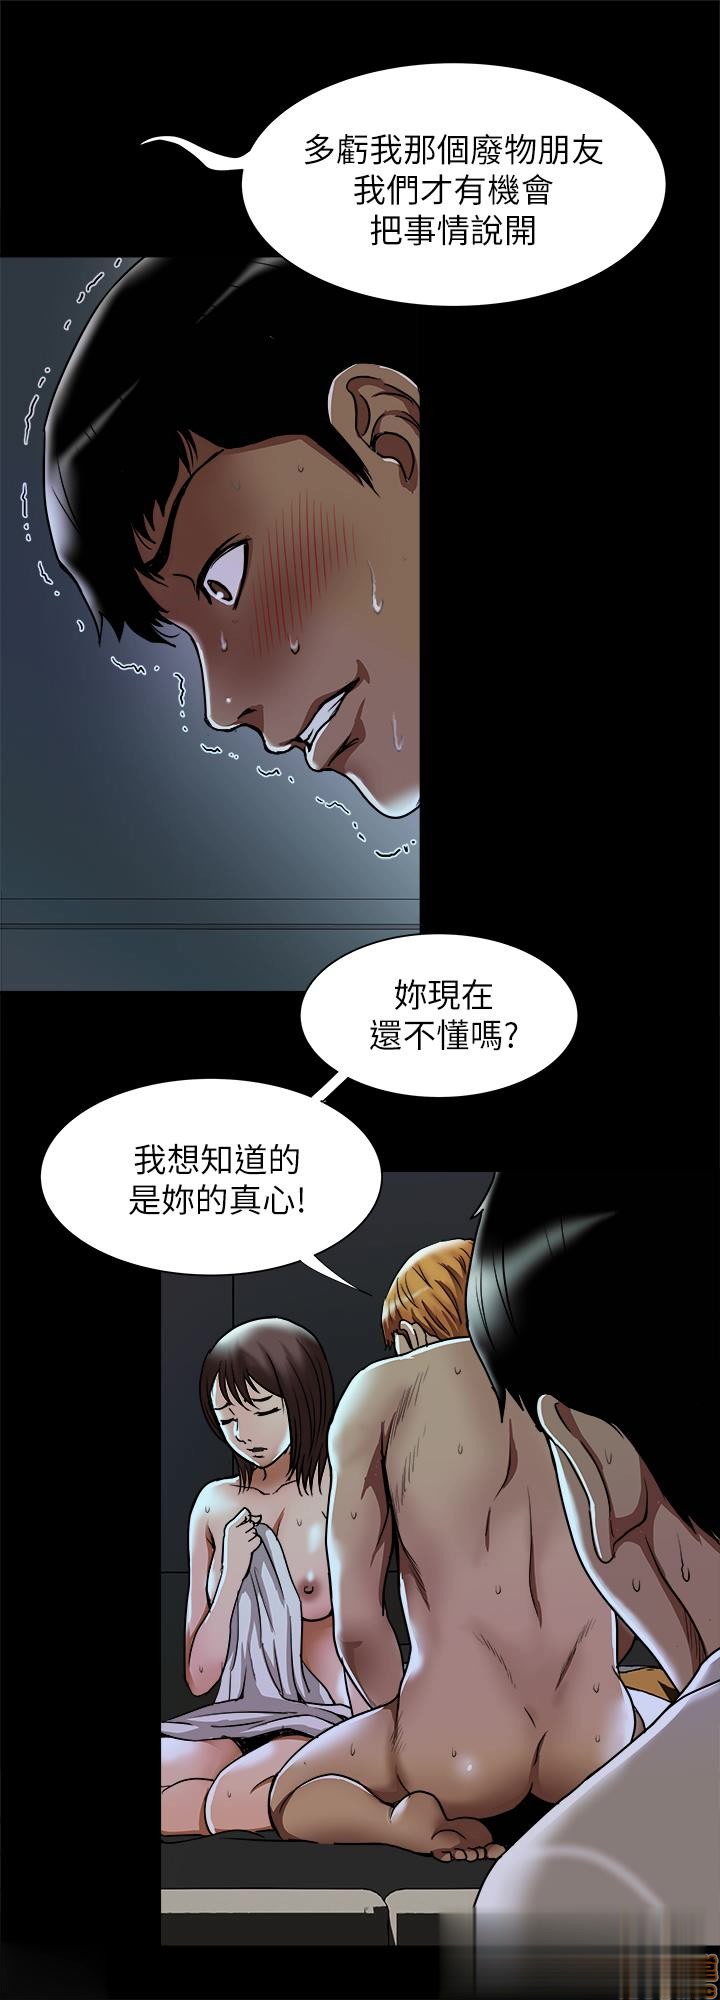 多虧我那個廢物朋友
我們才有機會
把事情說開
妳現在
還不懂嗎?
我想知道的
是妳的真心!